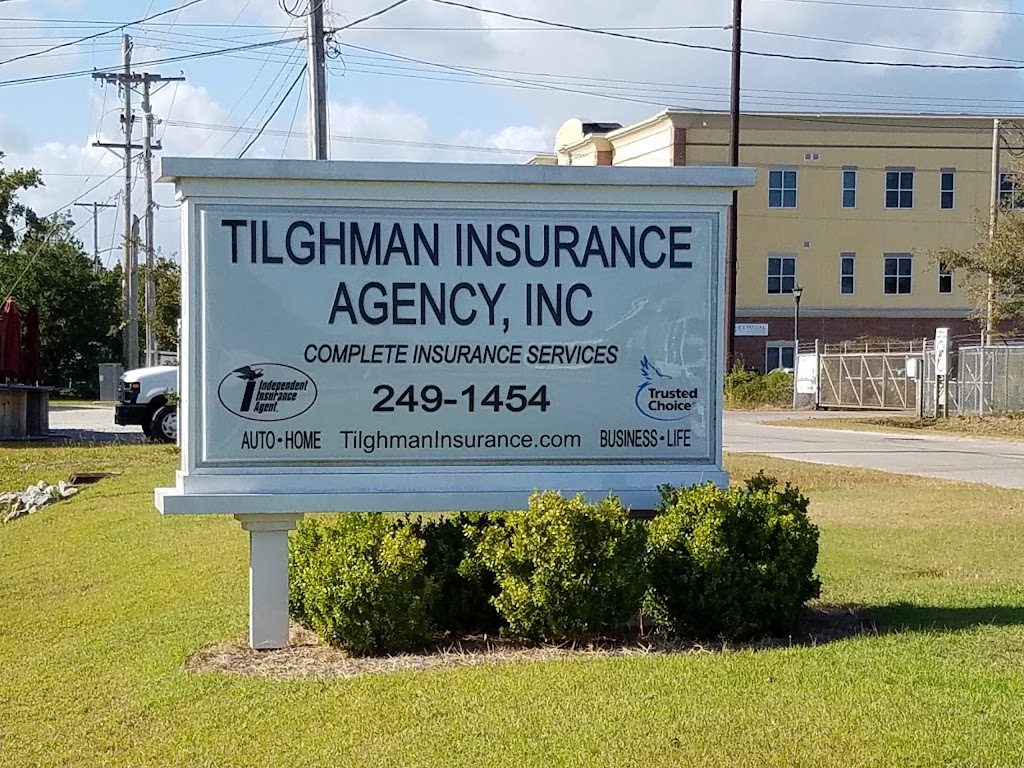 TILGHMAN INSURANCE
AGENCY, INC
COMPLETE INSURANCE SERVICES
Independent
Insurance
Agent
249-1454
Trusted
Choice
AUTO • HOME TilghmanInsurance.com BUSINESS • LIFE